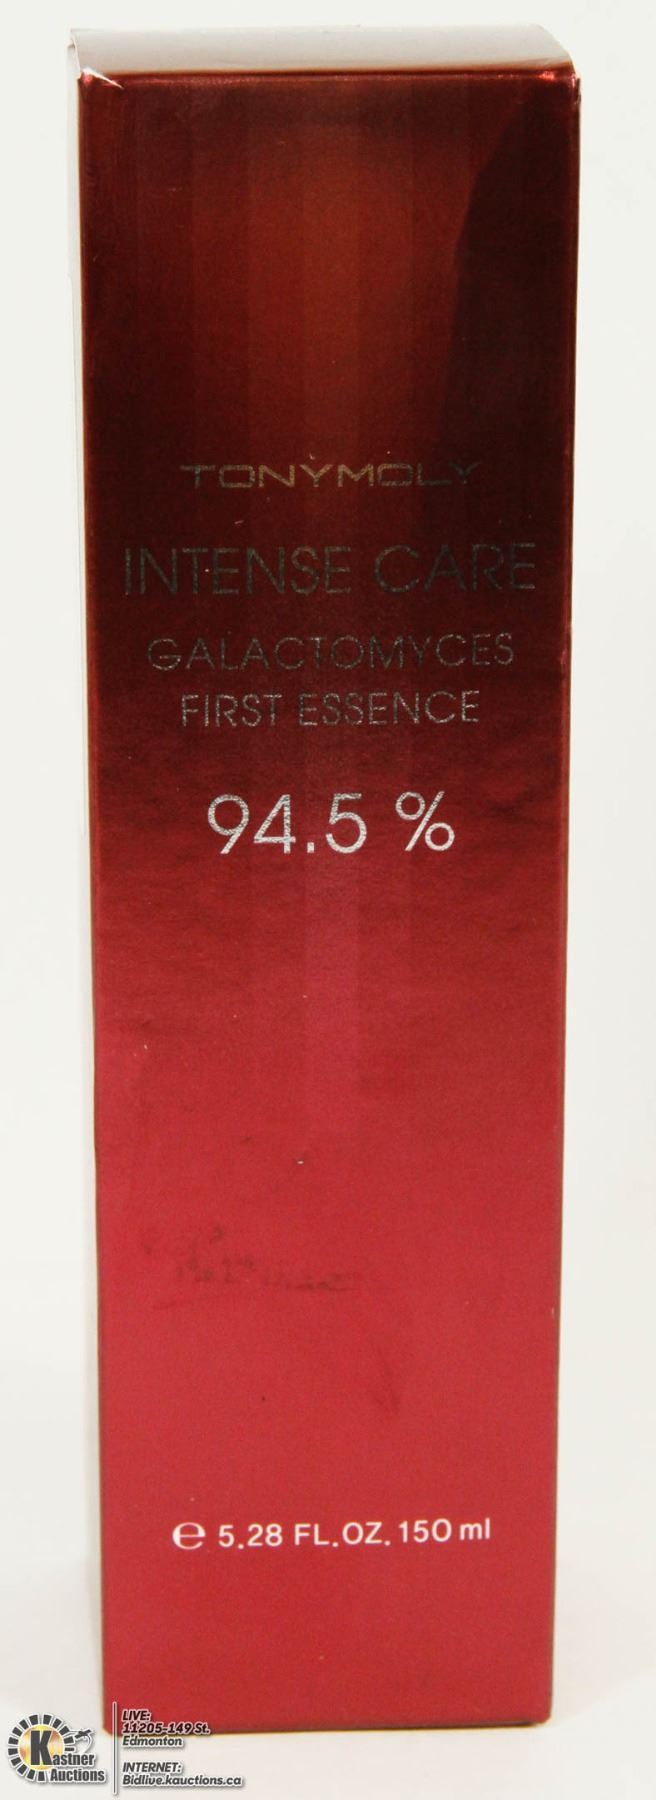 TONYMOLY
INTENSE CARE
GALACTOMYCES
FIRST ESSENCE
94.5 %
℮ 5.28 FL.OZ. 150 ml
Kastner
Auctions
LIVE:
11205-149 St.
Edmonton
INTERNET:
Bidlive.kauctions.ca